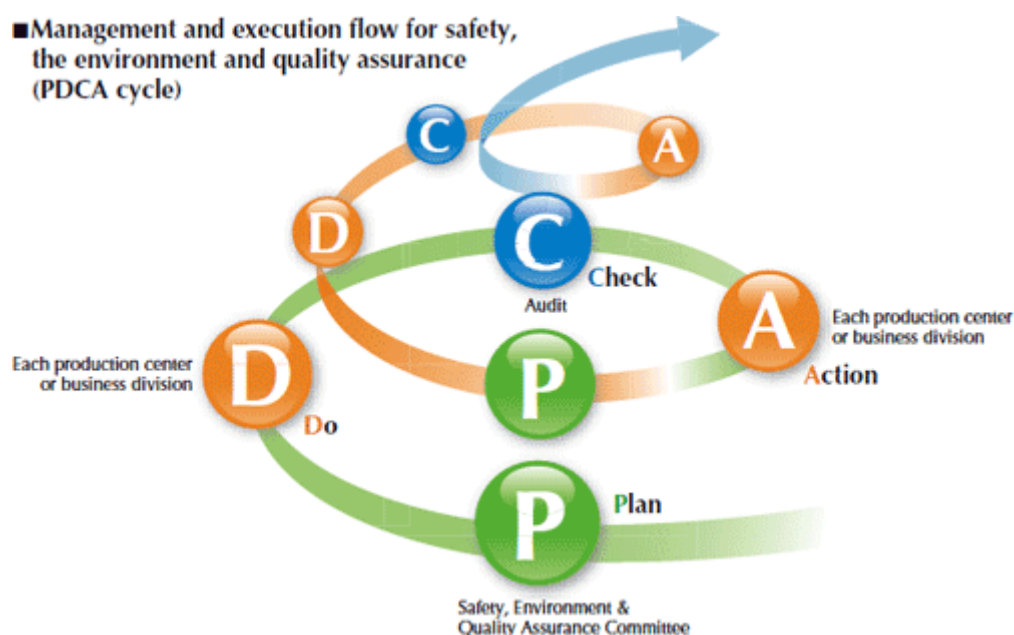 ■Management and execution flow for safety,
the environment and quality assurance
(PDCA cycle)
C
A
D
C
Check
Audit
A
Each production center
or business division
Action
Each production center
or business division
D
Do
P
P
Plan
Safety, Environment &
Quality Assurance Committee